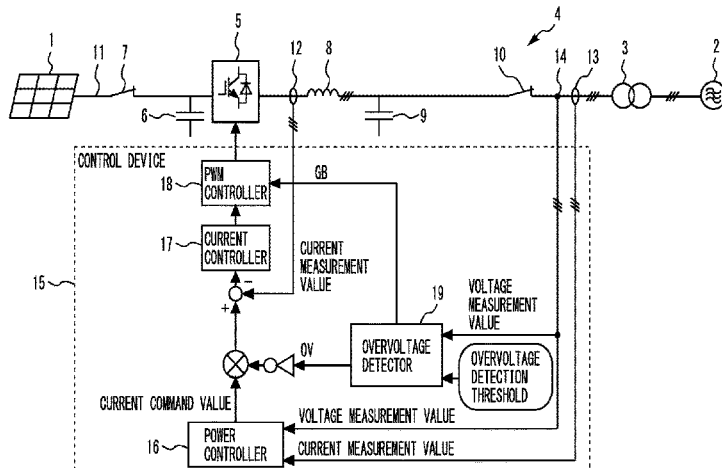 4
1
11
7
5
12
8
10
14
13
3
2
6
9
CONTROL DEVICE
18
PWM
CONTROLLER
GB
17
CURRENT
CONTROLLER
CURRENT
MEASUREMENT
VALUE
15
−
+
19
VOLTAGE
MEASUREMENT
VALUE
OVERVOLTAGE
DETECTOR
OV
OVERVOLTAGE
DETECTION
THRESHOLD
CURRENT COMMAND VALUE
VOLTAGE MEASUREMENT VALUE
16
POWER
CONTROLLER
CURRENT MEASUREMENT VALUE